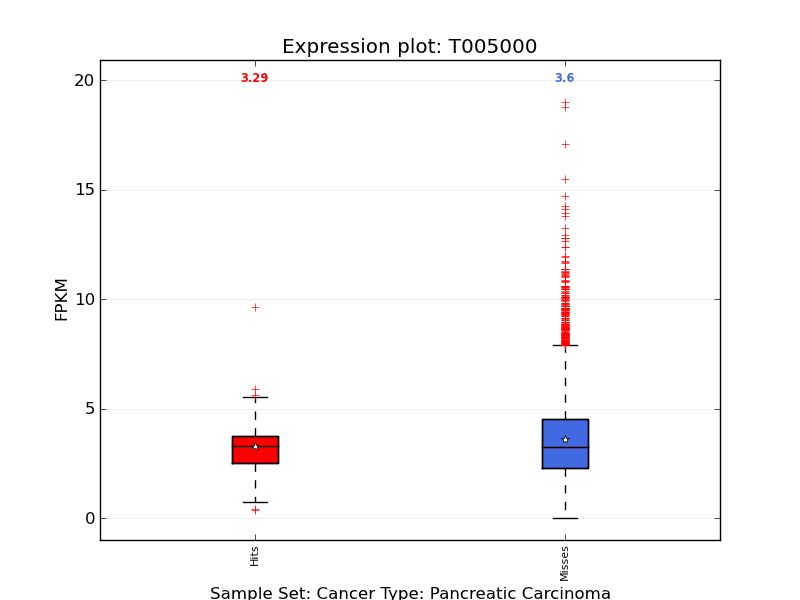 Expression plot: T005000
3.29
3.6
20
15
10
5
0
FPKM
Hits
Misses
Sample Set: Cancer Type: Pancreatic Carcinoma